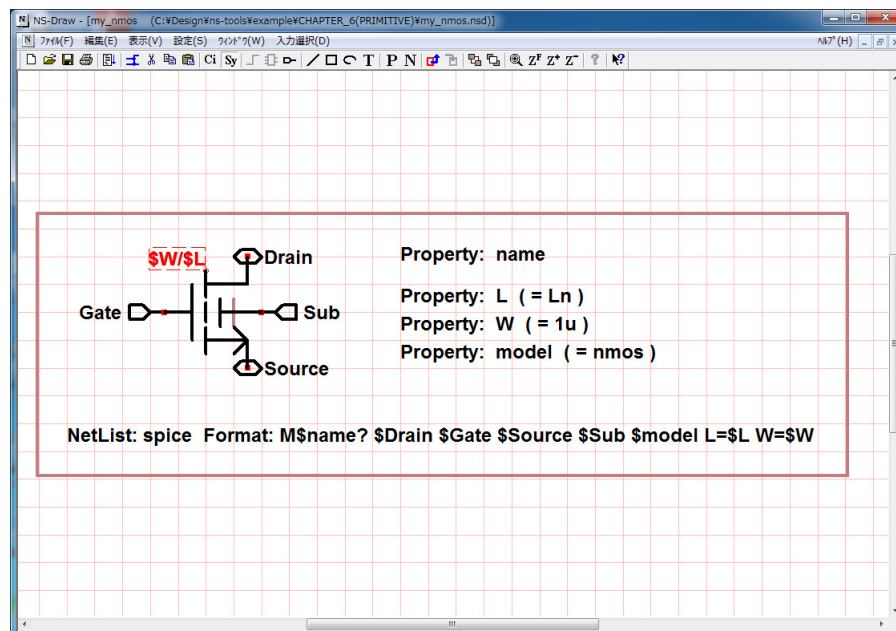 NS-Draw - [my_nmos   (C:¥Design¥ns-tools¥example¥CHAPTER_6(PRIMITIVE)¥my_nmos.nsd)]
ﾌｧｲﾙ(F) 編集(E) 表示(V) 設定(S) ｳｨﾝﾄﾞｳ(W) 入力選択(D) ﾍﾙﾌﾟ(H)
Ci Sy T P N Z^F Z^+ Z^- ?
$W/$L
Drain
Gate
Sub
Source
Property: name
Property: L ( = Ln )
Property: W ( = 1u )
Property: model ( = nmos )
NetList: spice Format: M$name? $Drain $Gate $Source $Sub $model L=$L W=$W